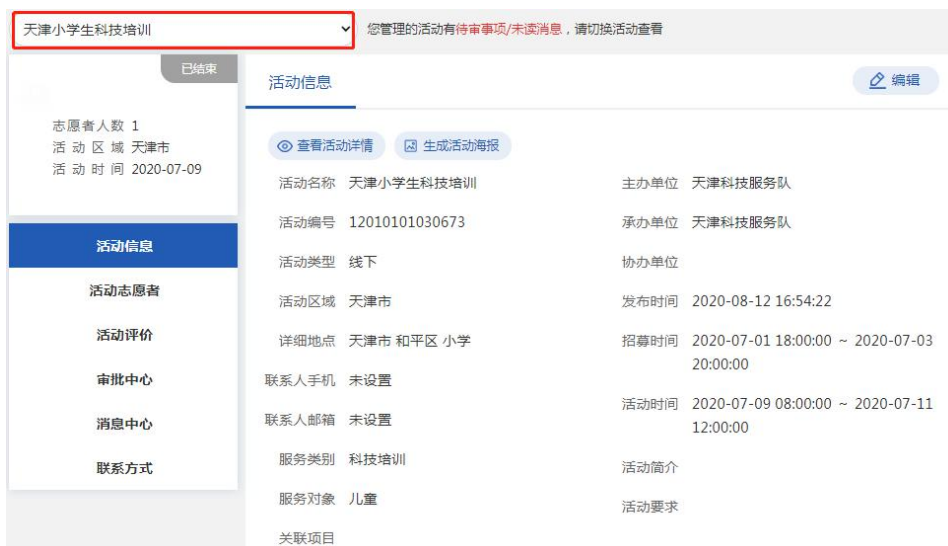 天津小学生科技培训
您管理的活动有待审事项/未读消息，请切换活动查看
已结束
志愿者人数 1
活动区域 天津市
活动时间 2020-07-09
活动信息
活动志愿者
活动评价
审批中心
消息中心
联系方式
活动信息
编辑
查看活动详情 生成活动海报
活动名称 天津小学生科技培训
活动编号 12010101030673
活动类型 线下
活动区域 天津市
详细地点 天津市 和平区 小学
联系人手机 未设置
联系人邮箱 未设置
服务类别 科技培训
服务对象 儿童
关联项目
主办单位 天津科技服务队
承办单位 天津科技服务队
协办单位
发布时间 2020-08-12 16:54:22
招募时间 2020-07-01 18:00:00 ~ 2020-07-03
20:00:00
活动时间 2020-07-09 08:00:00 ~ 2020-07-11
12:00:00
活动简介
活动要求